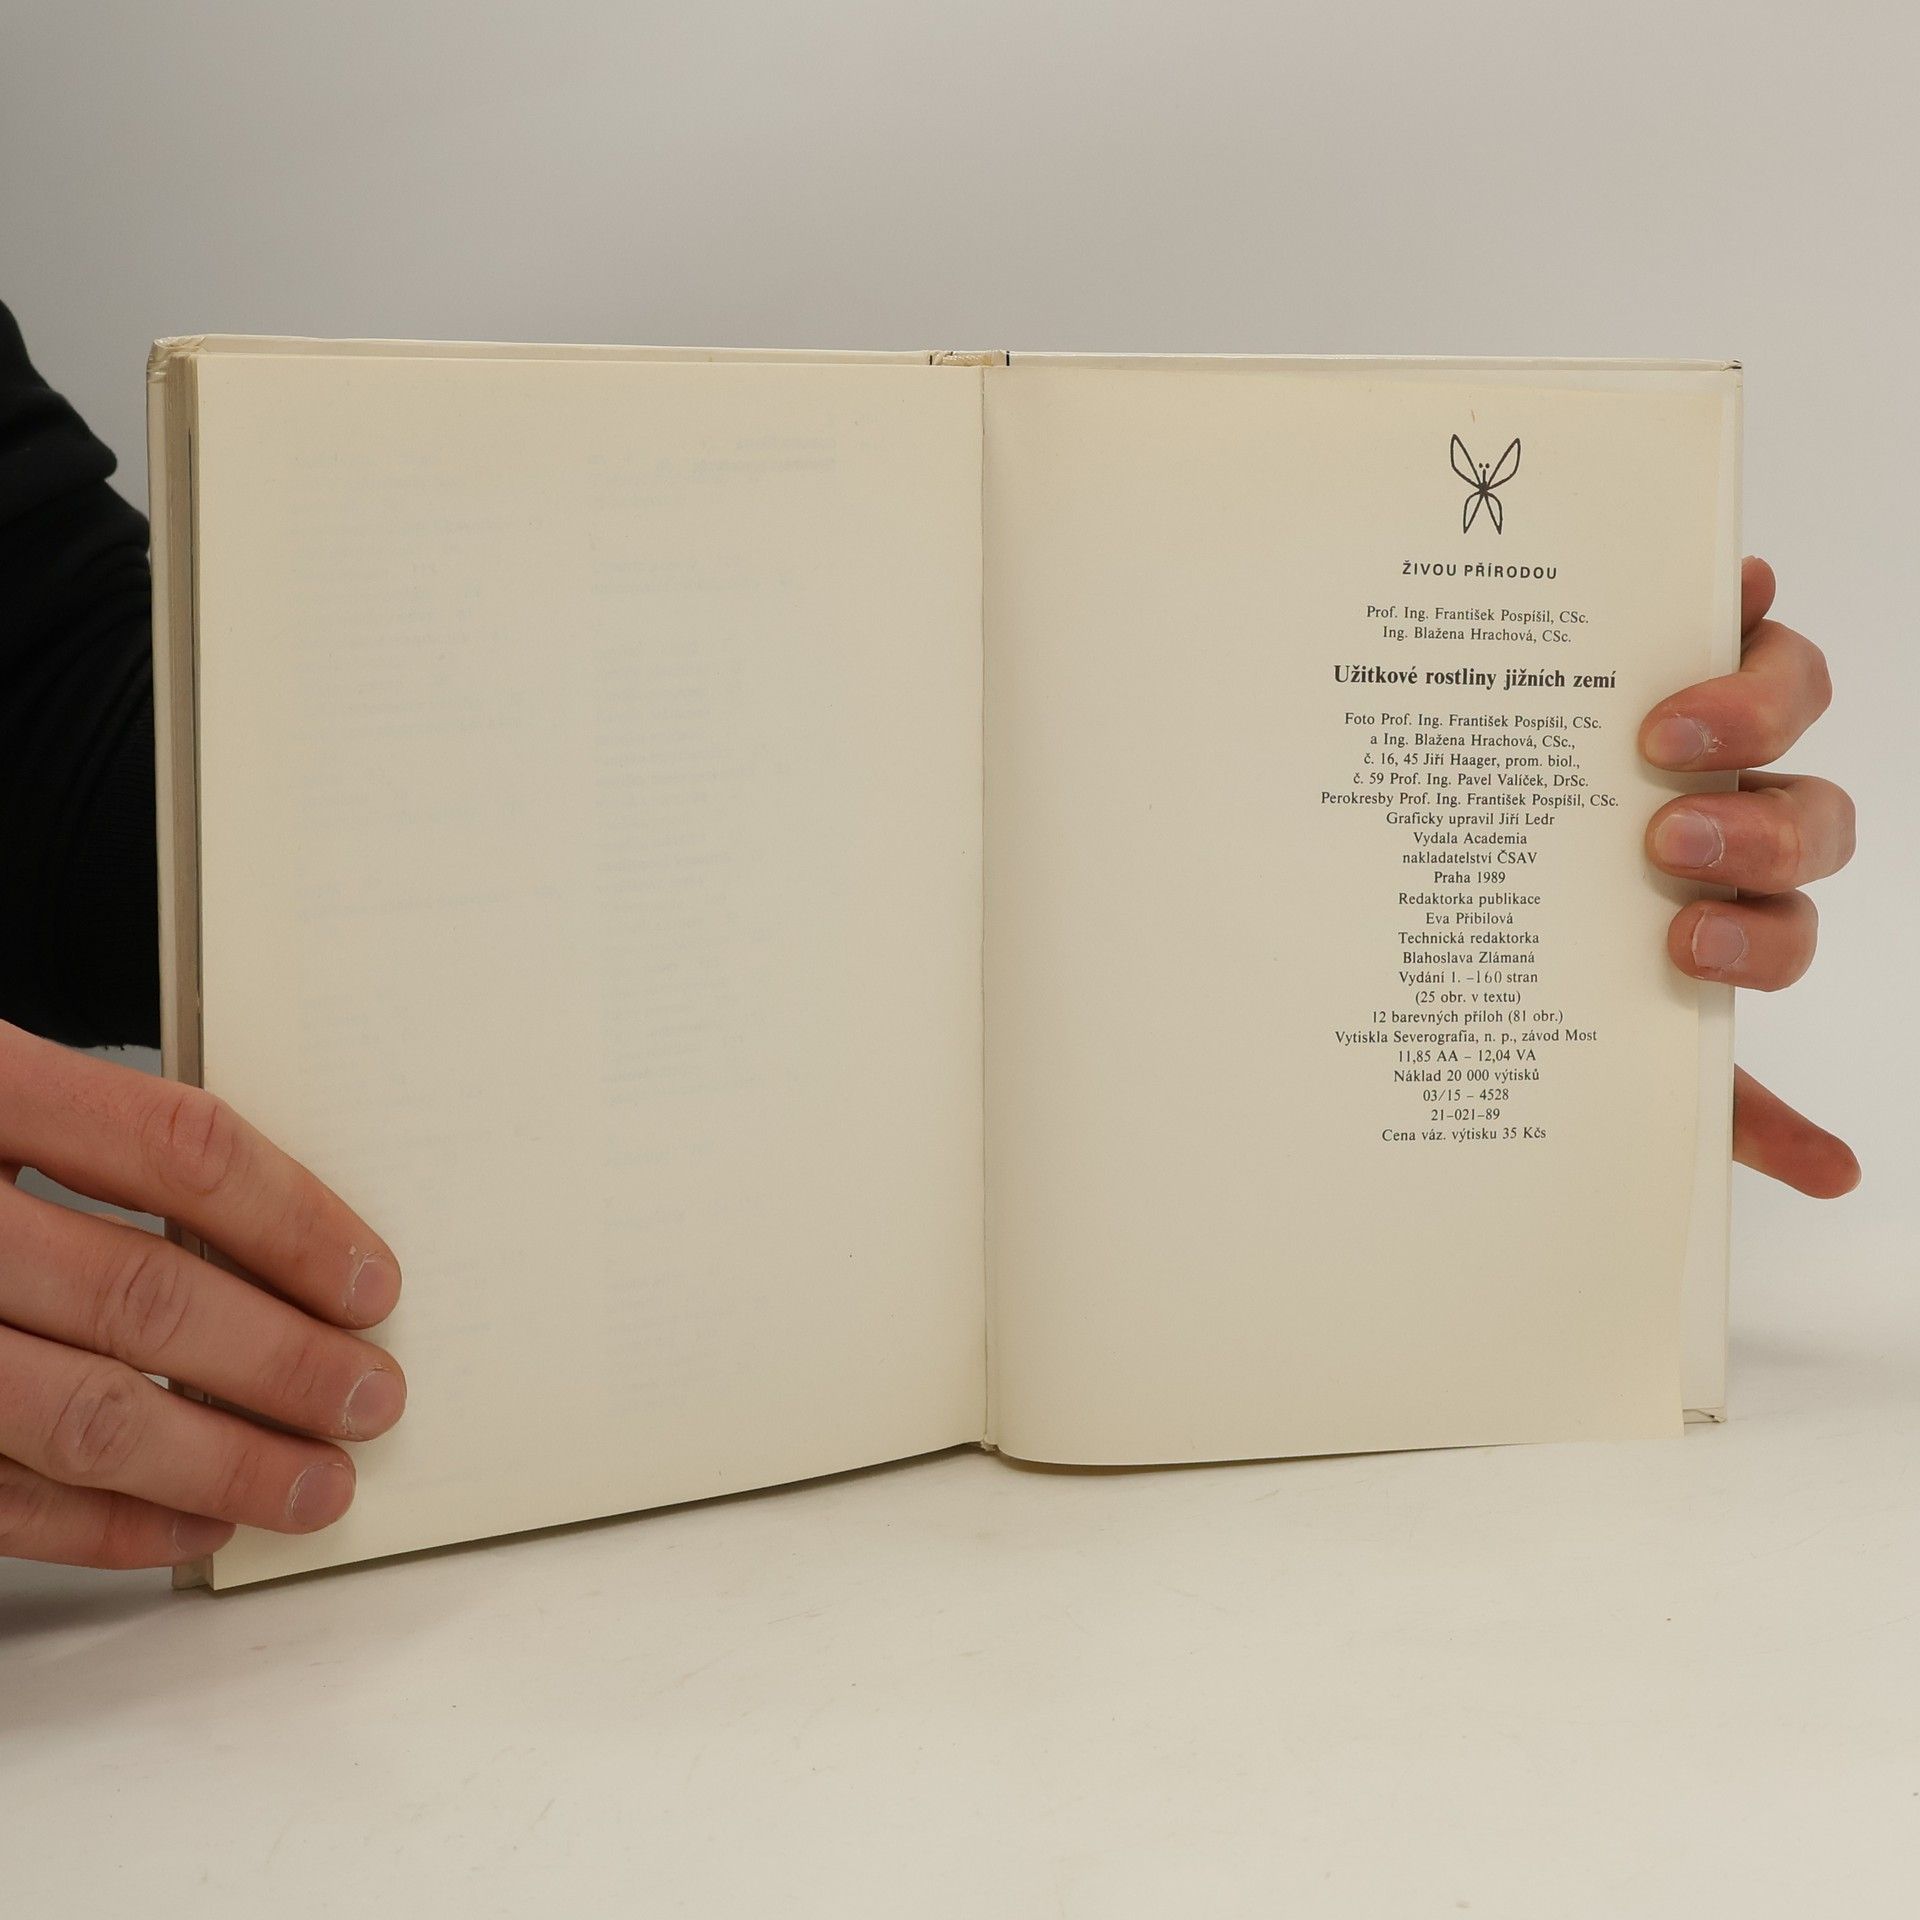 ŽIVOU PŘÍRODOU
Prof. Ing. František Pospíšil, CSc.
Ing. Blažena Hrachová, CSc.
Užitkové rostliny jižních zemí
Foto Prof. Ing. František Pospíšil, CSc.
a Ing. Blažena Hrachová, CSc.,
č. 16, 45 Jiří Haager, prom. biol.,
č. 59 Prof. Ing. Pavel Valíček, DrSc.
Perokresby Prof. Ing. František Pospíšil, CSc.
Graficky upravil Jiří Ledr
Vydala Academia
nakladatelství ČSAV
Praha 1989
Redaktorka publikace
Eva Přibilová
Technická redaktorka
Blahoslava Zlámaná
Vydání 1. –160 stran
(25 obr. v textu)
12 barevných příloh (81 obr.)
Vytiskla Severografia, n. p., závod Most
11,85 AA – 12,04 VA
Náklad 20 000 výtisků
03/15 – 4528
21–021–89
Cena váz. výtisku 35 Kčs